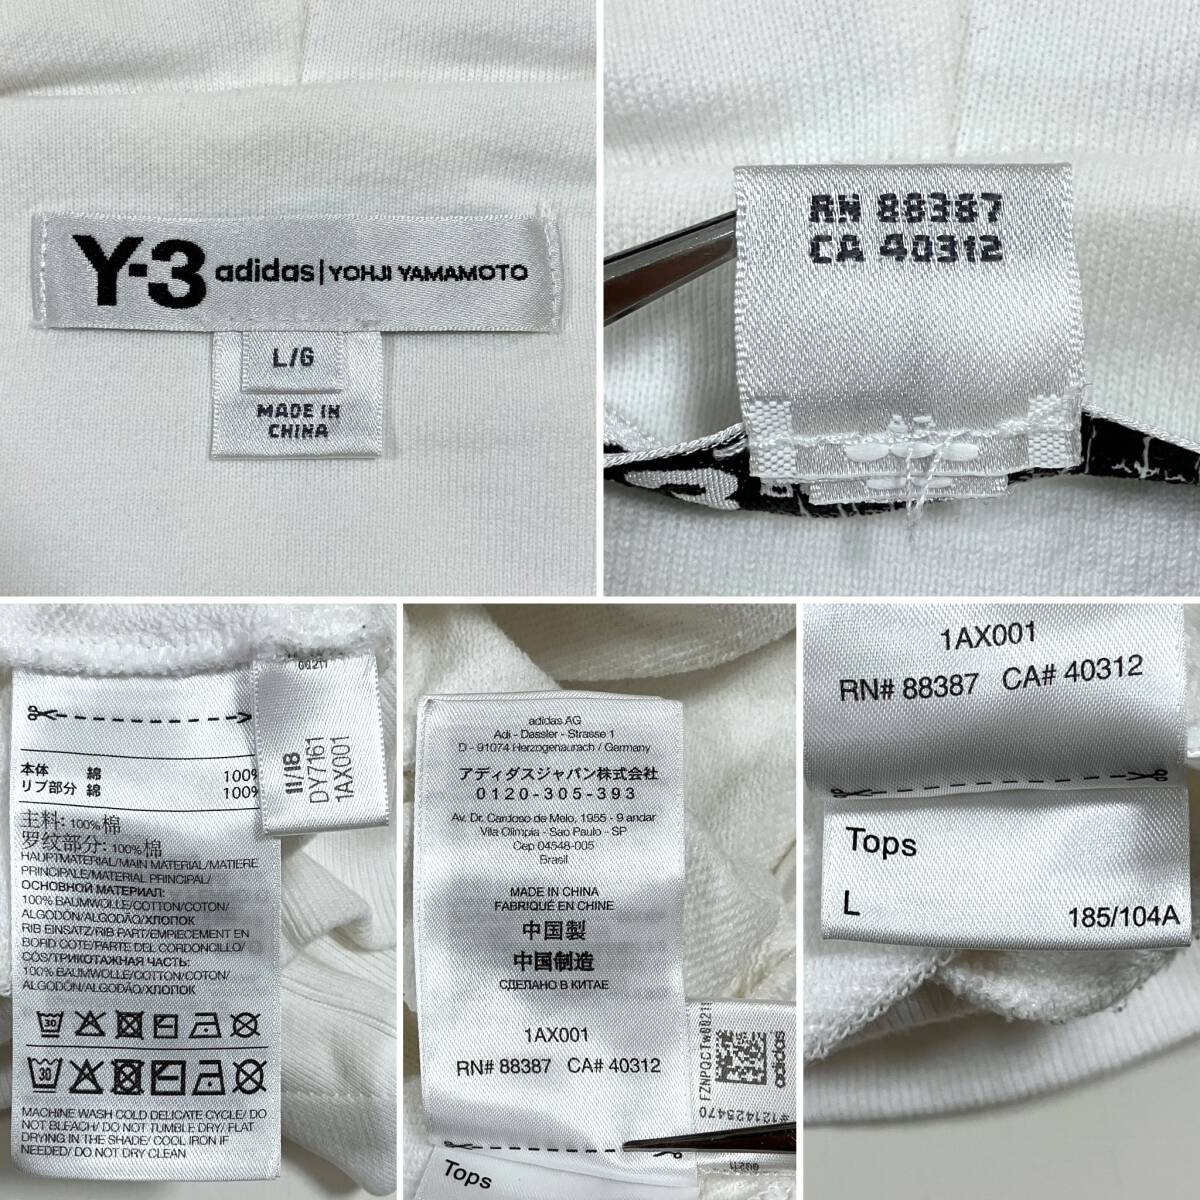 Y-3 adidas | YOHJI YAMAMOTO
L/G
MADE IN
CHINA
RN 88387
CA 40312
本体 綿 100%
リブ部分 綿 100%
主料: 100% 棉
罗纹部分: 100% 棉
HAUPTMATERIAL/MAIN MATERIAL/MATIERE
PRINCIPALE/MATERIAL PRINCIPAL/
ОСНОВНОЙ МАТЕРИАЛ:
100% BAUMWOLLE/COTTON/COTON/
ALGODÓN/ALGODÃO/ХЛОПОК
RIB EINSATZ/RIB PART/EMPIECEMENT EN
BORD COTE/PARTE DEL CORDONCILLO/
CÓS/ТРИКОТАЖНАЯ ЧАСТЬ:
100% BAUMWOLLE/COTTON/COTON/
ALGODÓN/ALGODÃO/ХЛОПОК
30
30
MACHINE WASH COLD DELICATE CYCLE/ DO
NOT BLEACH/ DO NOT TUMBLE DRY/ FLAT
DRYING IN THE SHADE/ COOL IRON IF
NEEDED/ DO NOT DRY CLEAN
00211
11/18
DY7161
1AX001
adidas AG
Adi - Dassler - Strasse 1
D - 91074 Herzogenaurach / Germany
アディダスジャパン株式会社
0120-305-393
Av. Dr. Cardoso de Melo, 1955 - 9 andar
Vila Olimpia - Sao Paulo - SP
Cep 04548-005
Brasil
MADE IN CHINA
FABRIQUÉ EN CHINE
中国製
中国制造
СДЕЛАНО В КИТАЕ
1AX001
RN# 88387 CA# 40312
Tops
adidas
#121425470
00211
1AX001
RN# 88387 CA# 40312
Tops
L
185/104A